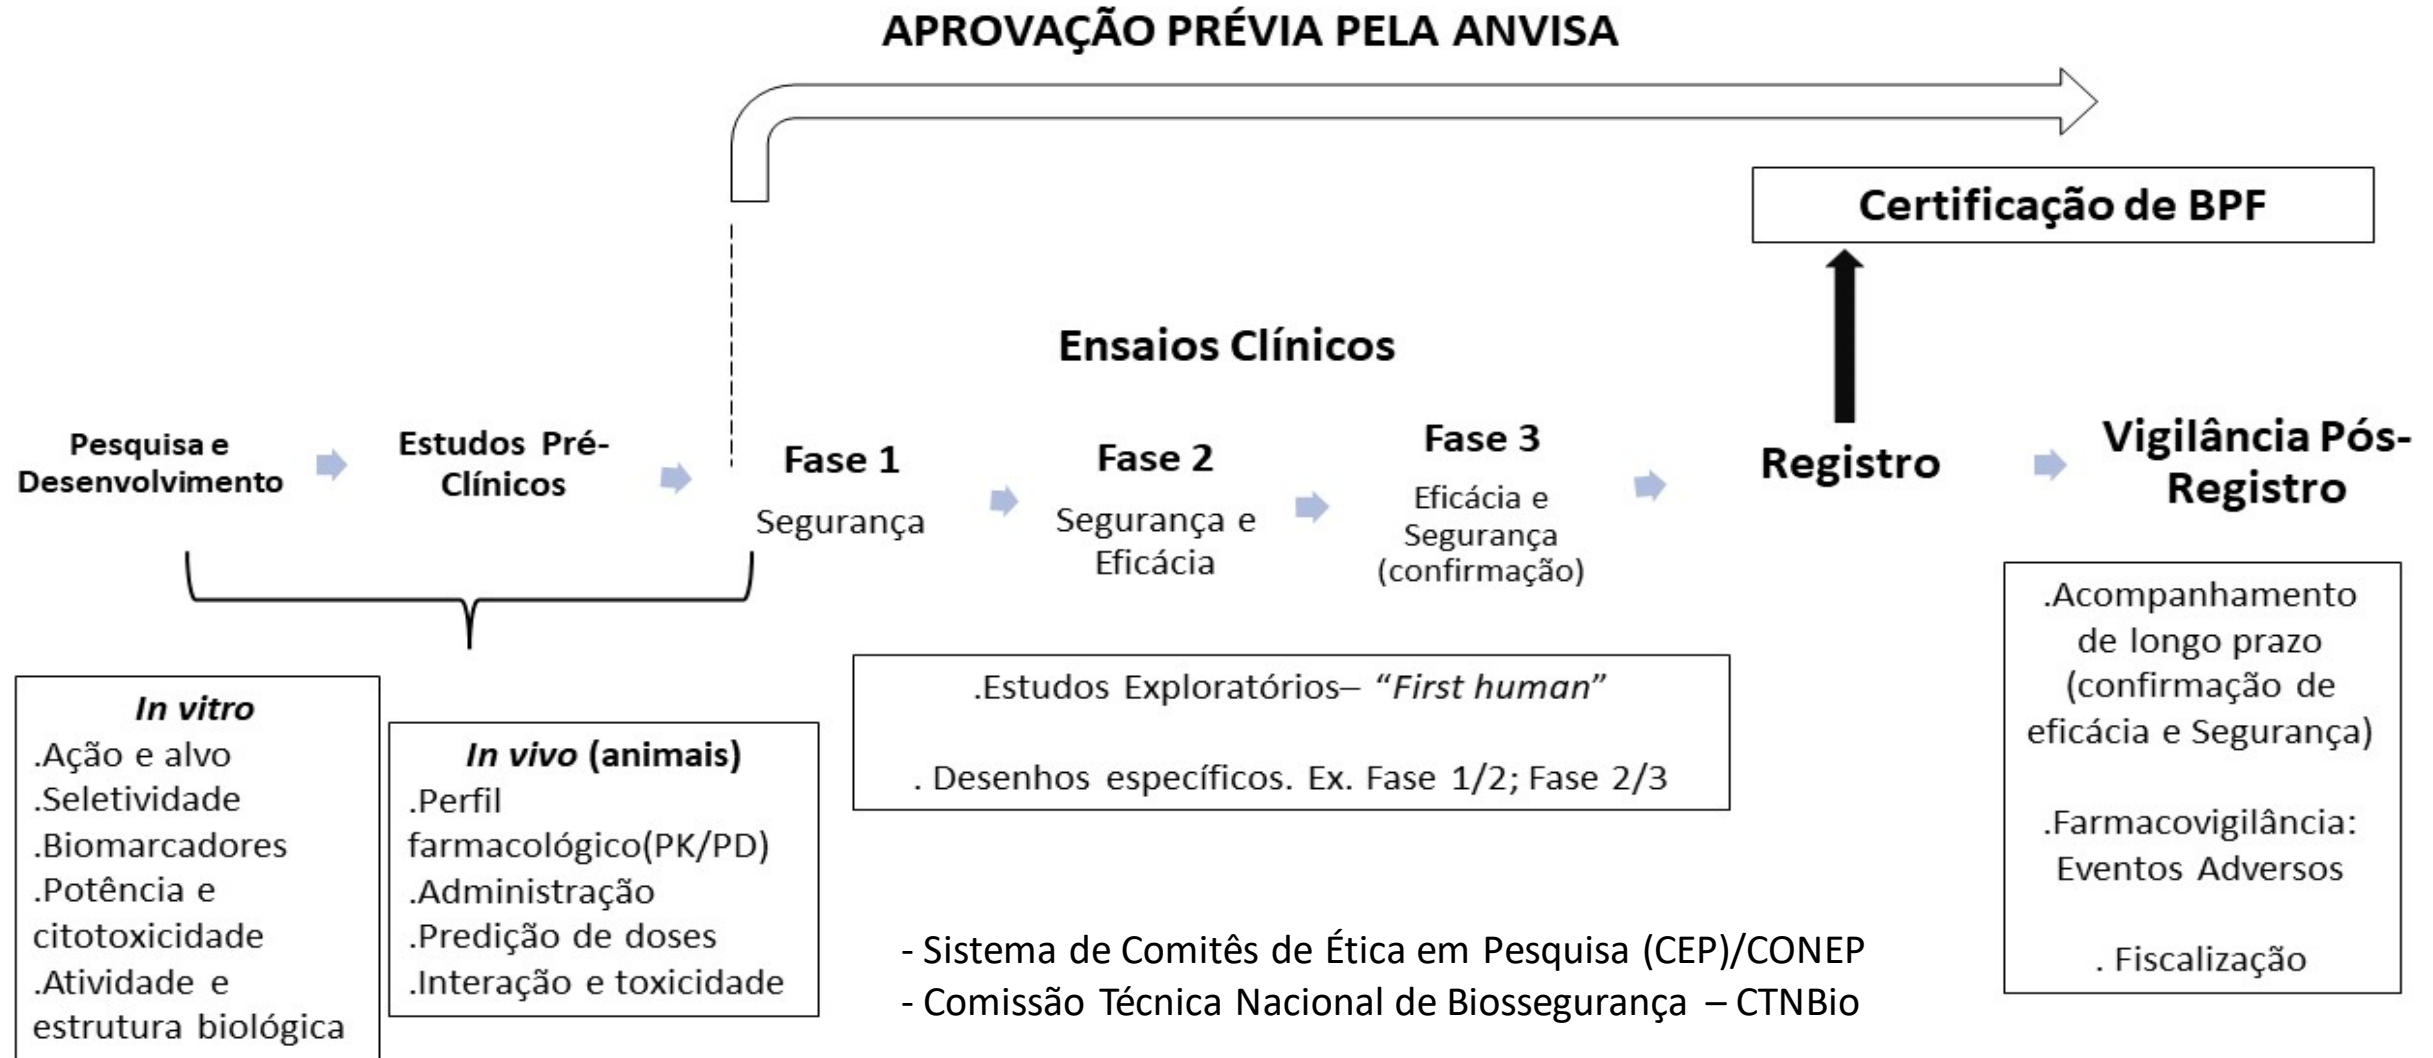 APROVAÇÃO PRÉVIA PELA ANVISA
Certificação de BPF
Ensaios Clínicos
Pesquisa e
Desenvolvimento
Estudos Pré-
Clínicos
Fase 1
Segurança
Fase 2
Segurança e
Eficácia
Fase 3
Eficácia e
Segurança
(confirmação)
Registro
Vigilância Pós-
Registro
In vitro
.Ação e alvo
.Seletividade
.Biomarcadores
.Potência e
citotoxicidade
.Atividade e
estrutura biológica
In vivo (animais)
.Perfil
farmacológico(PK/PD)
.Administração
.Predição de doses
.Interação e toxicidade
.Estudos Exploratórios– “First human”
. Desenhos específicos. Ex. Fase 1/2; Fase 2/3
- Sistema de Comitês de Ética em Pesquisa (CEP)/CONEP
- Comissão Técnica Nacional de Biossegurança – CTNBio
.Acompanhamento
de longo prazo
(confirmação de
eficácia e Segurança)
.Farmacovigilância:
Eventos Adversos
. Fiscalização